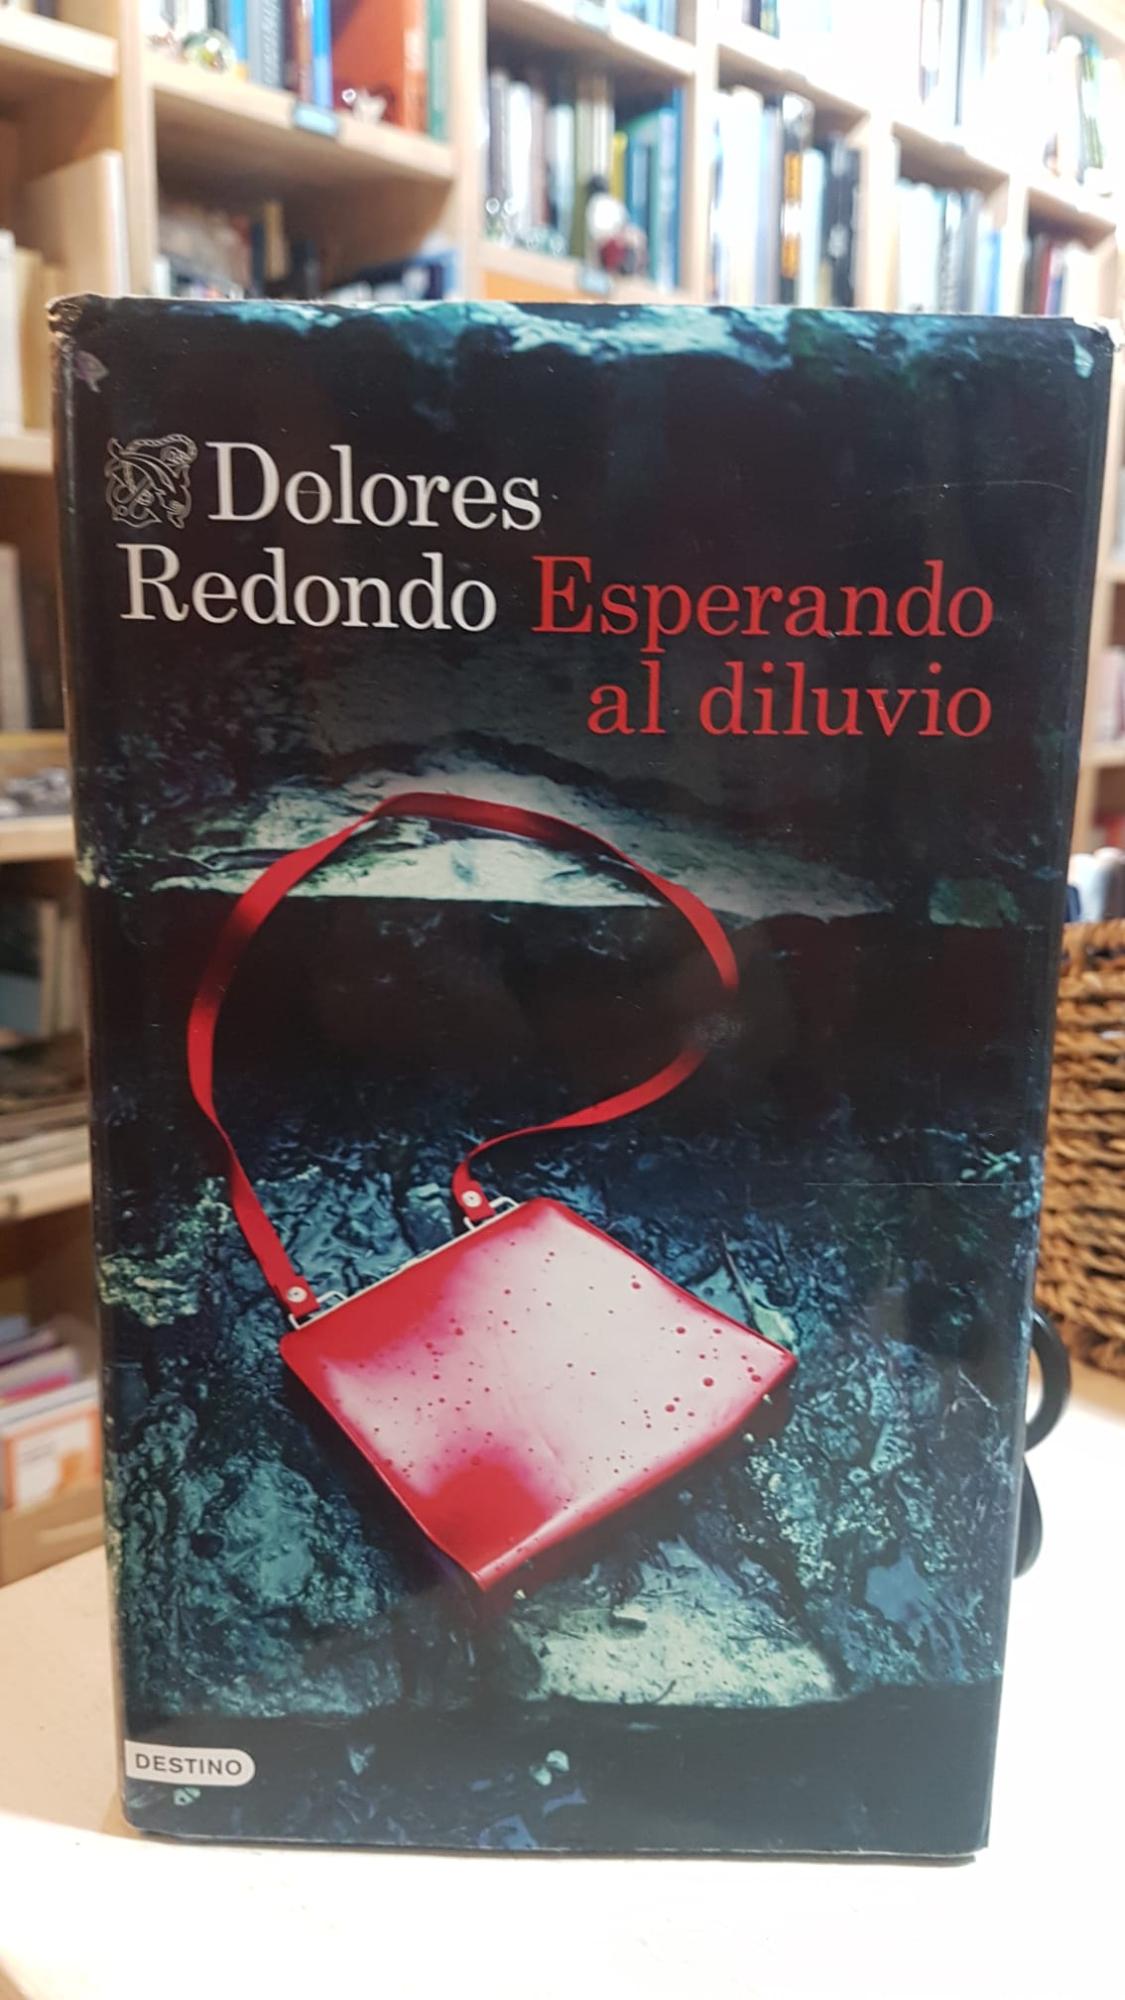 Dolores
Redondo Esperando
al diluvio
DESTINO